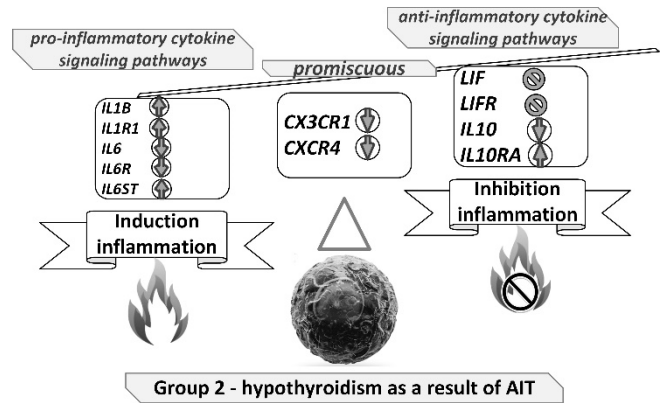 pro-inflammatory cytokine
signaling pathways
promiscuous
anti-inflammatory cytokine
signaling pathways
IL1B
IL1R1
IL6
IL6R
IL6ST
CX3CR1
CXCR4
LIF
LIFR
IL10
IL10RA
Induction
inflammation
Inhibition
inflammation
Group 2 - hypothyroidism as a result of AIT